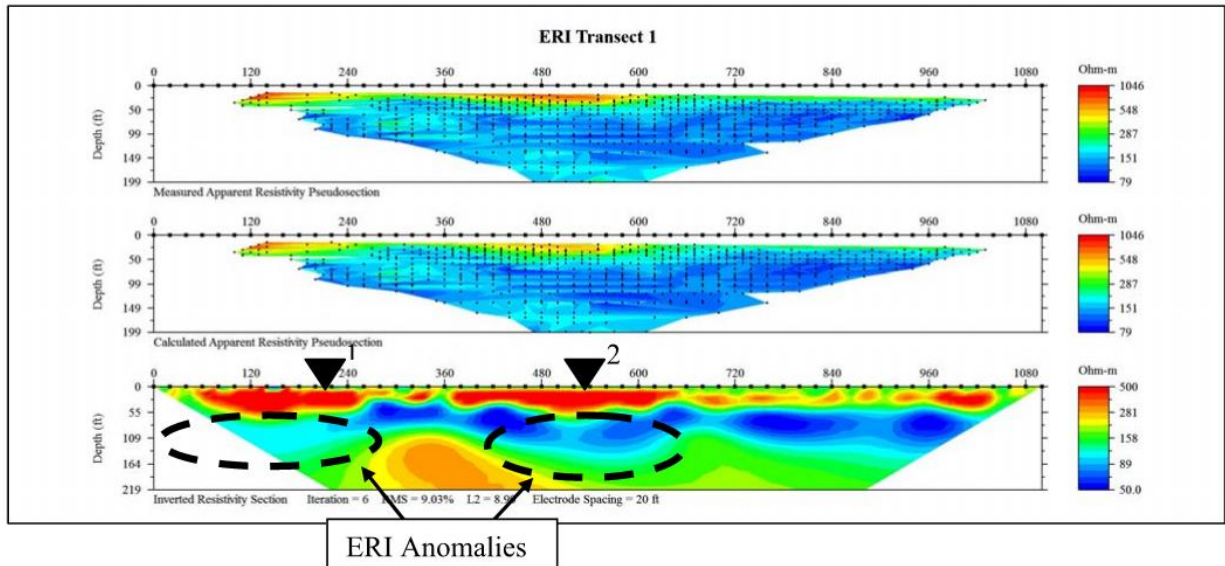 ERI Transect 1
0 120 240 360 480 600 720 840 960 1080
Depth (ft)
0
50
99
149
199
Ohm-m
1046
548
287
151
79
Measured Apparent Resistivity Pseudosection
0 120 240 360 480 600 720 840 960 1080
Depth (ft)
0
50
99
149
199
Ohm-m
1046
548
287
151
79
Calculated Apparent Resistivity Pseudosection
1
2
0 120 240 360 480 600 720 840 960 1080
Depth (ft)
0
55
109
164
219
Ohm-m
500
281
158
89
50.0
Inverted Resistivity Section Iteration = 6 = 9.03% L2 = Electrode Spacing = 20 ft
ERI Anomalies